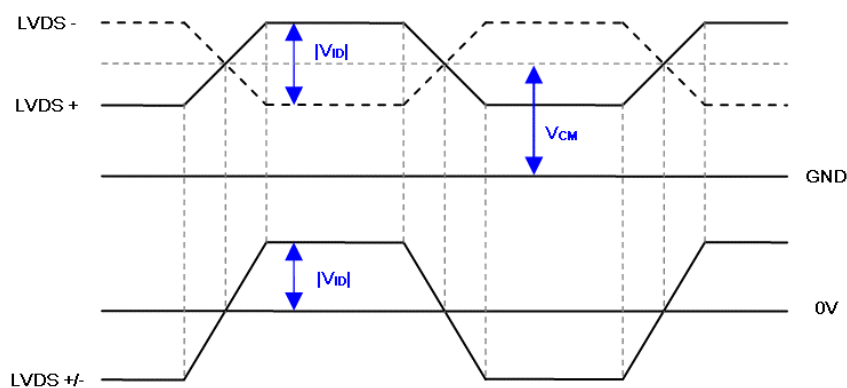 LVDS -
|VID|
LVDS +
VCM
GND
|VID|
0V
LVDS +/-